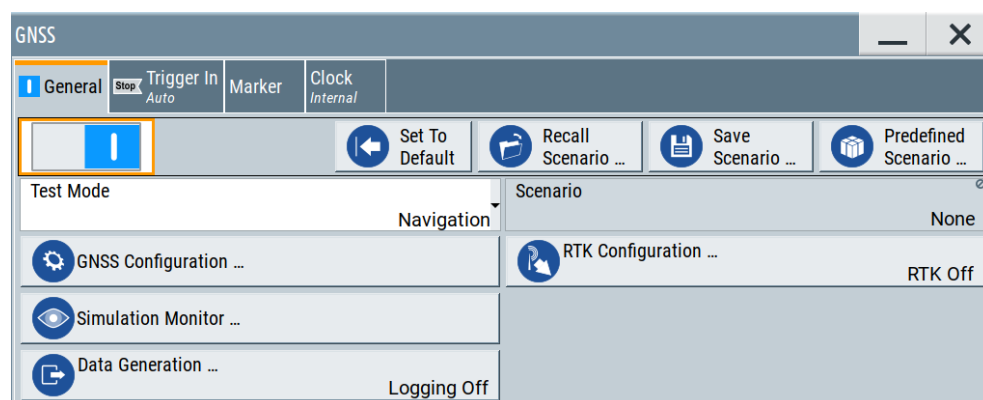 GNSS
General
Stop
Trigger In
Auto
Marker
Clock
Internal
Set To
Default
Recall
Scenario ...
Save
Scenario ...
Predefined
Scenario ...
Test Mode
Navigation
Scenario
None
GNSS Configuration ...
RTK Configuration ...
RTK Off
Simulation Monitor ...
Data Generation ...
Logging Off